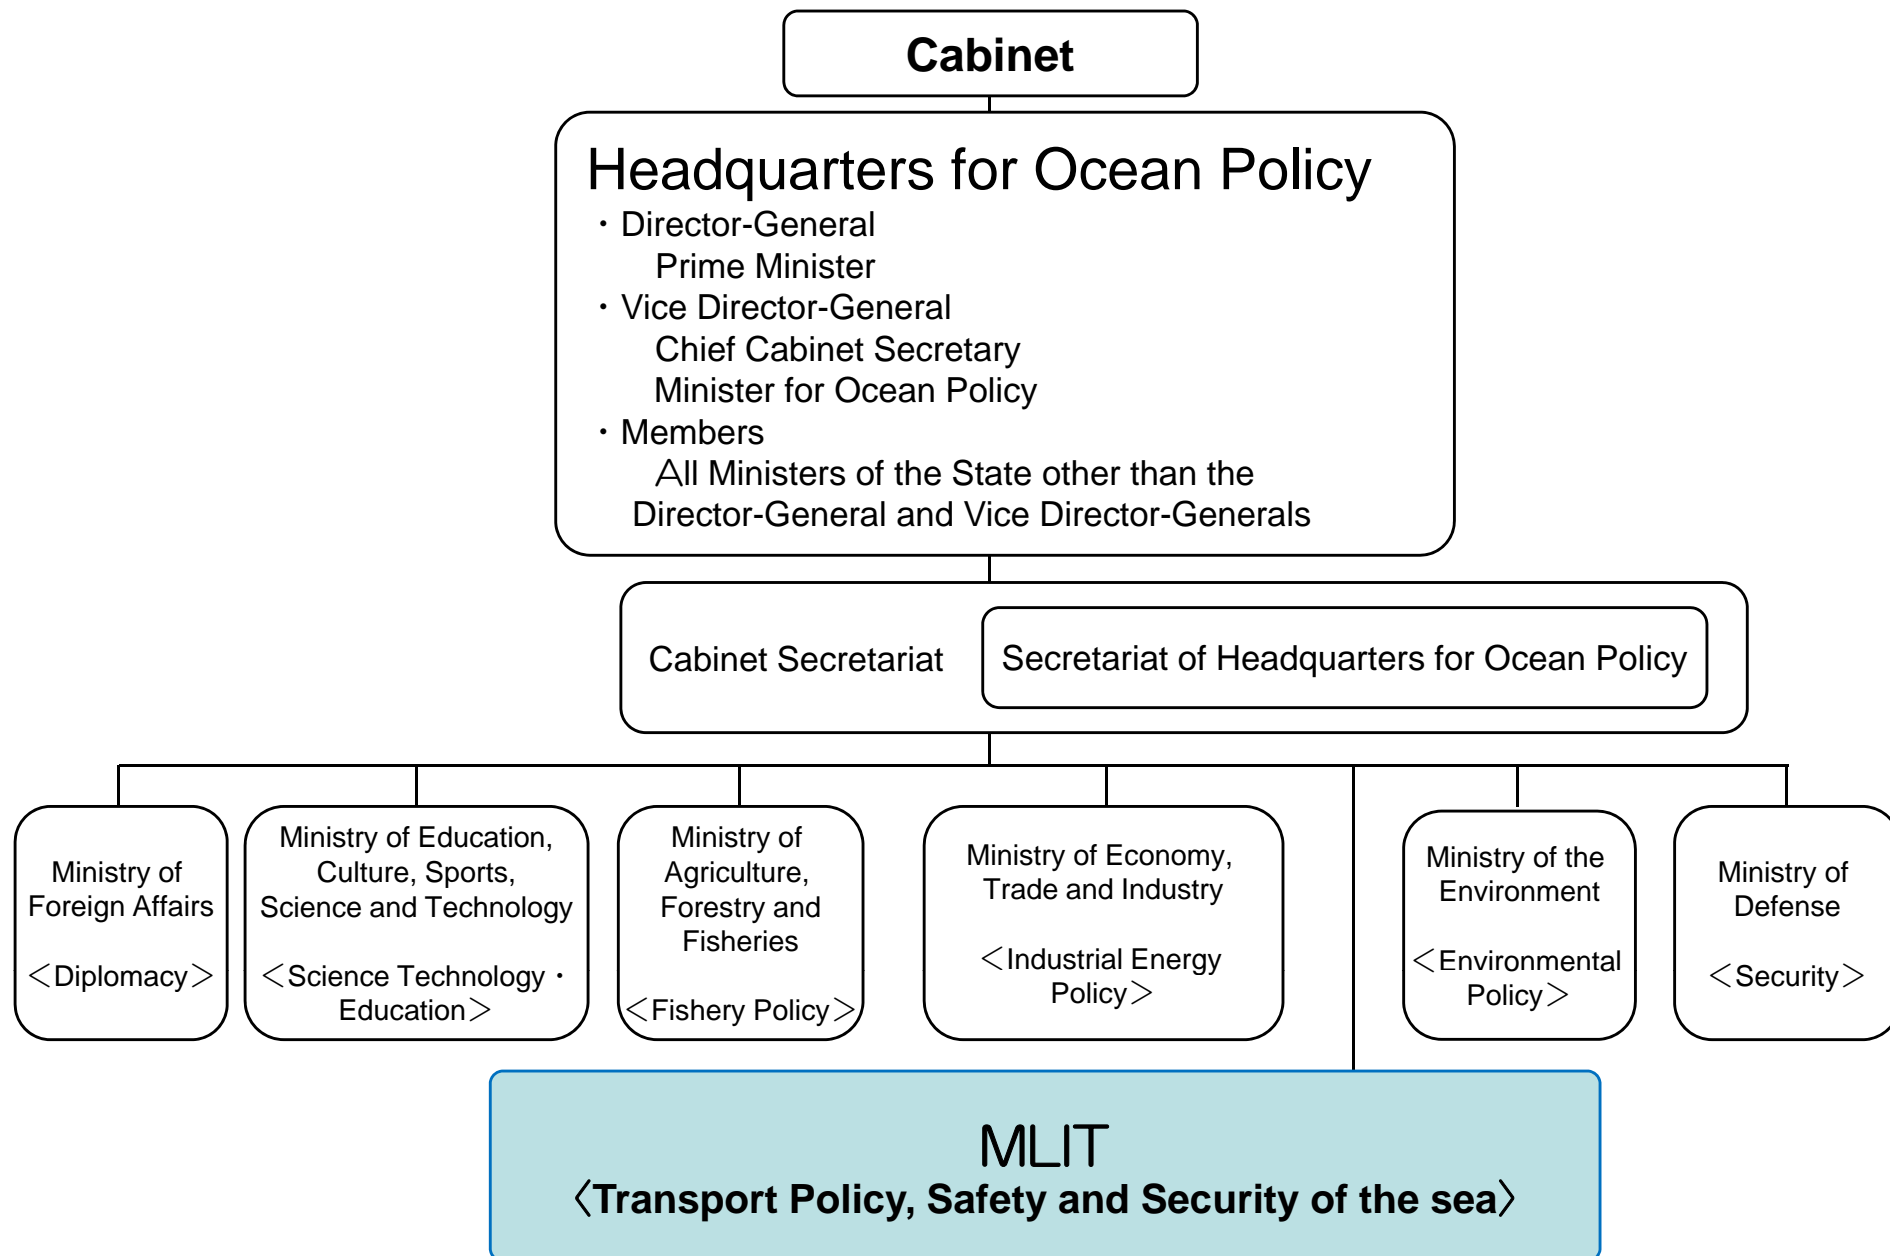 Cabinet
Headquarters for Ocean Policy
・Director-General
Prime Minister
・Vice Director-General
Chief Cabinet Secretary
Minister for Ocean Policy
・Members
All Ministers of the State other than the
Director-General and Vice Director-Generals
Cabinet Secretariat
Secretariat of Headquarters for Ocean Policy
Ministry of
Foreign Affairs
<Diplomacy>
Ministry of Education,
Culture, Sports,
Science and Technology
<Science Technology・
Education>
Ministry of
Agriculture,
Forestry and
Fisheries
<Fishery Policy>
Ministry of Economy,
Trade and Industry
<Industrial Energy
Policy>
Ministry of the
Environment
<Environmental
Policy>
Ministry of
Defense
<Security>
MLIT
〈Transport Policy, Safety and Security of the sea〉